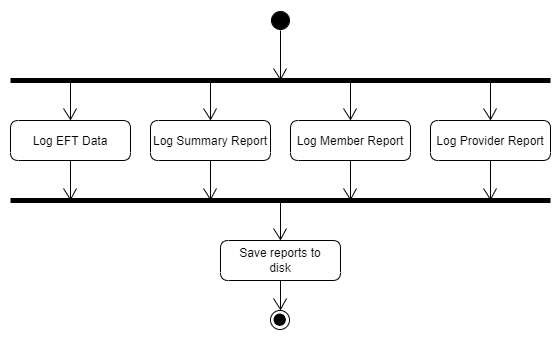 Log EFT Data
Log Summary Report
Log Member Report
Log Provider Report
Save reports to
disk